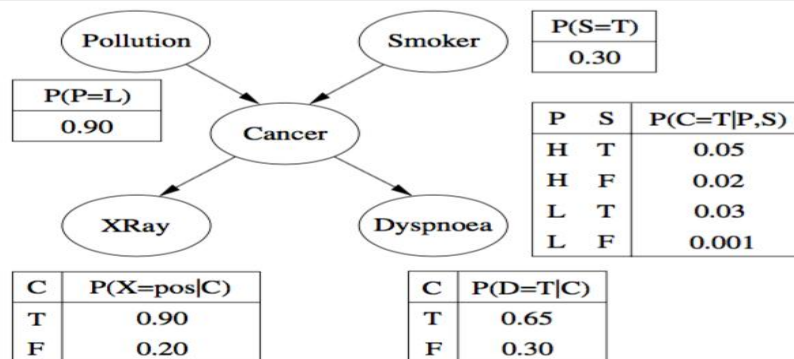 Pollution
Smoker
P(S=T)
0.30
P(P=L)
0.90
Cancer
P S P(C=T|P,S)
H T 0.05
H F 0.02
L T 0.03
L F 0.001
XRay
Dyspnoea
C P(X=pos|C)
T 0.90
F 0.20
C P(D=T|C)
T 0.65
F 0.30